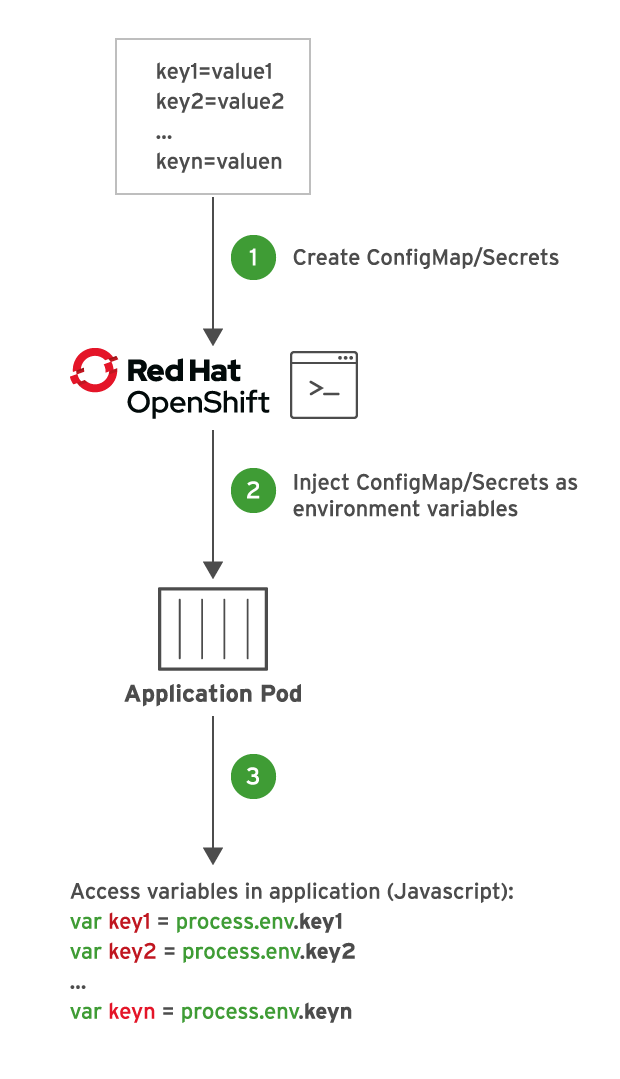 key1=value1
key2=value2
...
keyn=valuen
1
Create ConfigMap/Secrets
Red Hat
OpenShift
>_
2
Inject ConfigMap/Secrets as
environment variables
Application Pod
3
Access variables in application (Javascript):
var key1 = process.env.key1
var key2 = process.env.key2
...
var keyn = process.env.keyn